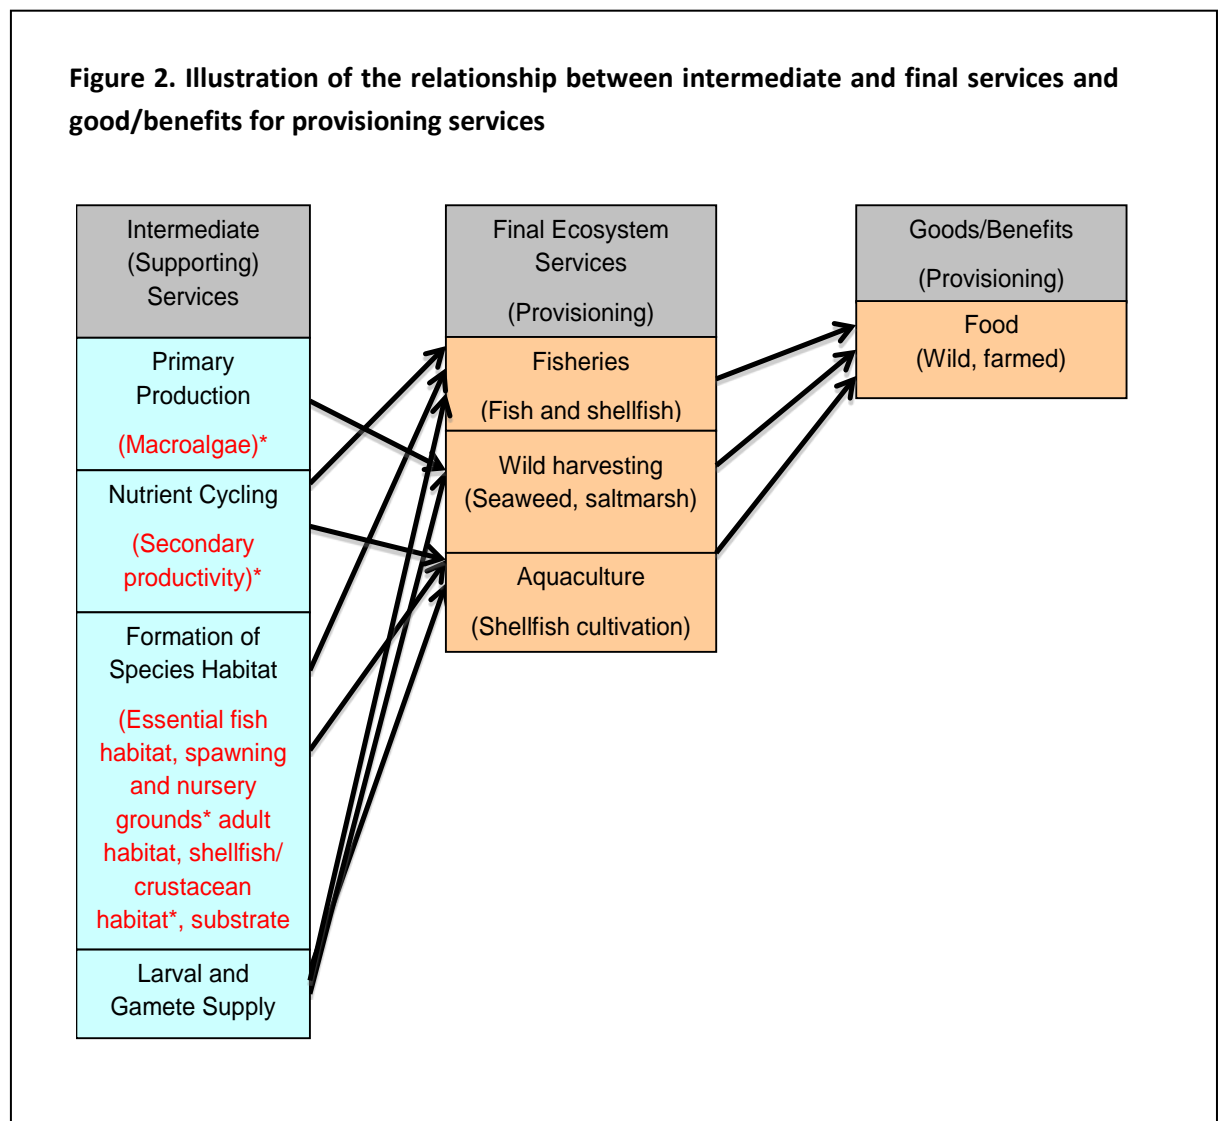 Figure 2. Illustration of the relationship between intermediate and final services and
good/benefits for provisioning services
Intermediate
(Supporting)
Services
Primary
Production
(Macroalgae)*
Nutrient Cycling
(Secondary
productivity)*
Formation of
Species Habitat
(Essential fish
habitat, spawning
and nursery
grounds* adult
habitat, shellfish/
crustacean
habitat*, substrate
Larval and
Gamete Supply
Final Ecosystem
Services
(Provisioning)
Fisheries
(Fish and shellfish)
Wild harvesting
(Seaweed, saltmarsh)
Aquaculture
(Shellfish cultivation)
Goods/Benefits
(Provisioning)
Food
(Wild, farmed)